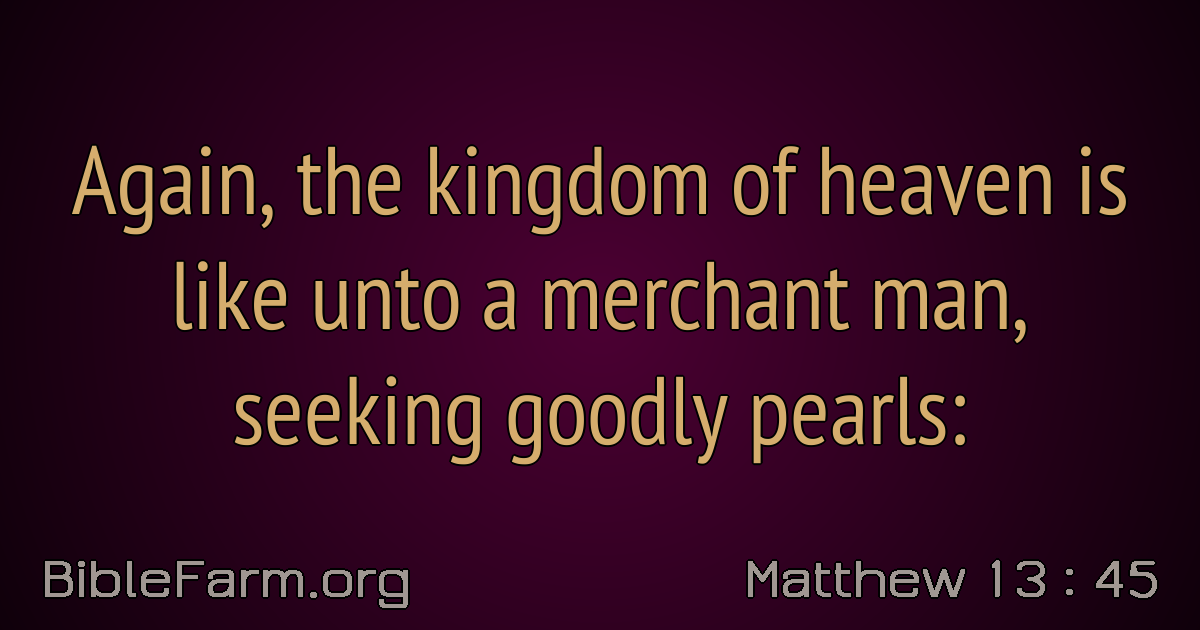 Again, the kingdom of heaven is
like unto a merchant man,
seeking goodly pearls:
BibleFarm.org
Matthew 13 : 45